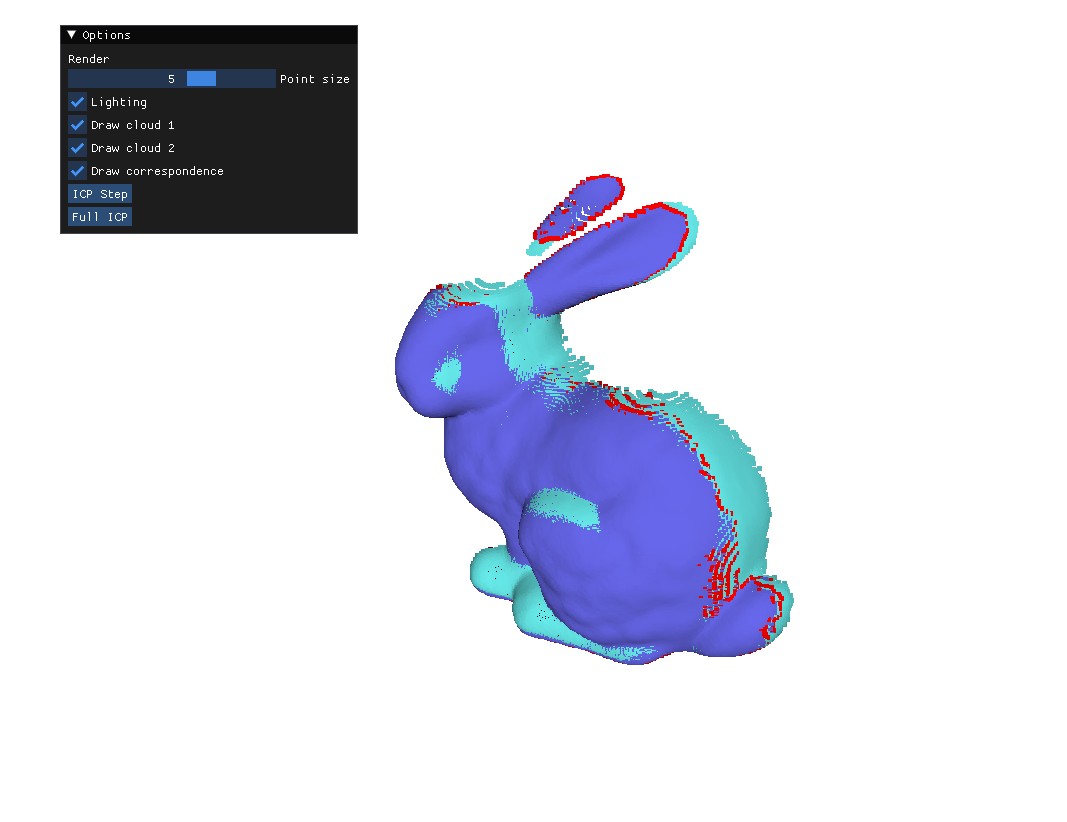 Options
Render
5 Point size
Lighting
Draw cloud 1
Draw cloud 2
Draw correspondence
ICP Step
Full ICP